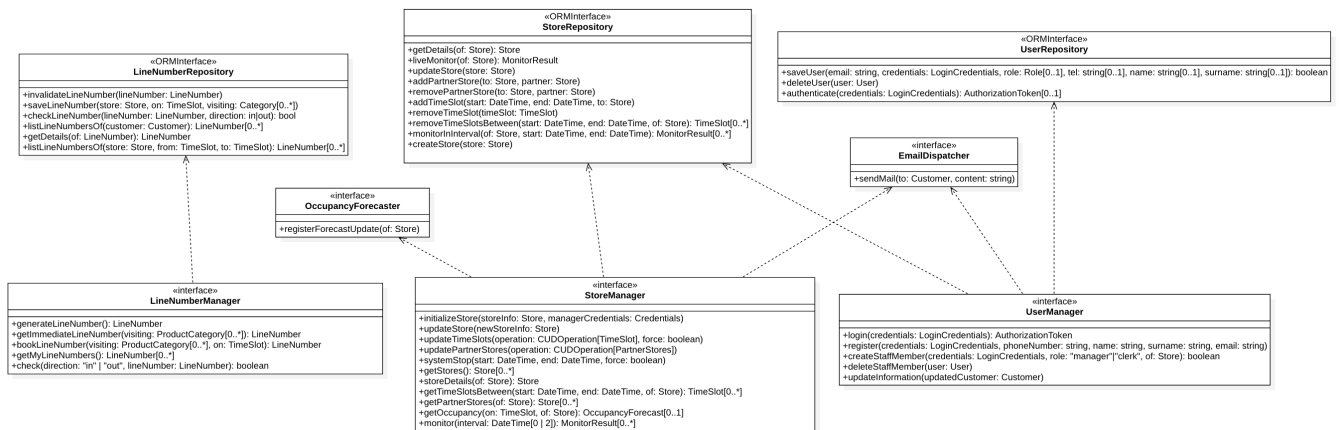 «ORMInterface»
StoreRepository
+getDetails(of: Store): Store
+liveMonitor(of: Store): MonitorResult
+updateStore(store: Store)
+addPartnerStore(to: Store, partner: Store)
+removePartnerStore(to: Store, partner: Store)
+addTimeSlot(start: DateTime, end: DateTime, to: Store)
+removeTimeSlot(timeSlot: TimeSlot)
+removeTimeSlotsBetween(start: DateTime, end: DateTime, of: Store): TimeSlot[0..*]
+monitorInInterval(of: Store, start: DateTime, end: DateTime): MonitorResult[0..*]
+createStore(store: Store)
«ORMInterface»
UserRepository
+saveUser(email: string, credentials: LoginCredentials, role: Role[0..1], tel: string[0..1], name: string[0..1], surname: string[0..1]): boolean
+deleteUser(user: User)
+authenticate(credentials: LoginCredentials): AuthorizationToken[0..1]
«ORMInterface»
LineNumberRepository
+invalidateLineNumber(lineNumber: LineNumber)
+saveLineNumber(store: Store, on: TimeSlot, visiting: Category[0..*])
+checkLineNumber(lineNumber: LineNumber, direction: in|out): bool
+listLineNumbersOf(customer: Customer): LineNumber[0..*]
+getDetails(of: LineNumber): LineNumber
+listLineNumbersOf(store: Store, from: TimeSlot, to: TimeSlot): LineNumber[0..*]
«interface»
EmailDispatcher
+sendMail(to: Customer, content: string)
«interface»
OccupancyForecaster
+registerForecastUpdate(of: Store)
«interface»
LineNumberManager
+generateLineNumber(): LineNumber
+getImmediateLineNumber(visiting: ProductCategory[0..*]): LineNumber
+bookLineNumber(visiting: ProductCategory[0..*], on: TimeSlot): LineNumber
+getMyLineNumbers(): LineNumber[0..*]
+check(direction: "in" | "out", lineNumber: LineNumber): boolean
«interface»
StoreManager
+initializeStore(storeInfo: Store, managerCredentials: Credentials)
+updateStore(newStoreInfo: Store)
+updateTimeSlots(operation: CUDOperation[TimeSlot], force: boolean)
+updatePartnerStores(operation: CUDOperation[PartnerStores])
+systemStop(start: DateTime, end: DateTime, force: boolean)
+getStores(): Store[0..*]
+storeDetails(of: Store): Store
+getTimeSlotsBetween(start: DateTime, end: DateTime, of: Store): TimeSlot[0..*]
+getPartnerStores(of: Store): Store[0..*]
+getOccupancy(on: TimeSlot, of: Store): OccupancyForecast[0..1]
+monitor(interval: DateTime[0 | 2]): MonitorResult[0..*]
«interface»
UserManager
+login(credentials: LoginCredentials): AuthorizationToken
+register(credentials: LoginCredentials, phoneNumber: string, name: string, surname: string, email: string)
+createStaffMember(credentials: LoginCredentials, role: "manager"|"clerk", of: Store): boolean
+deleteStaffMember(user: User)
+updateInformation(updatedCustomer: Customer)